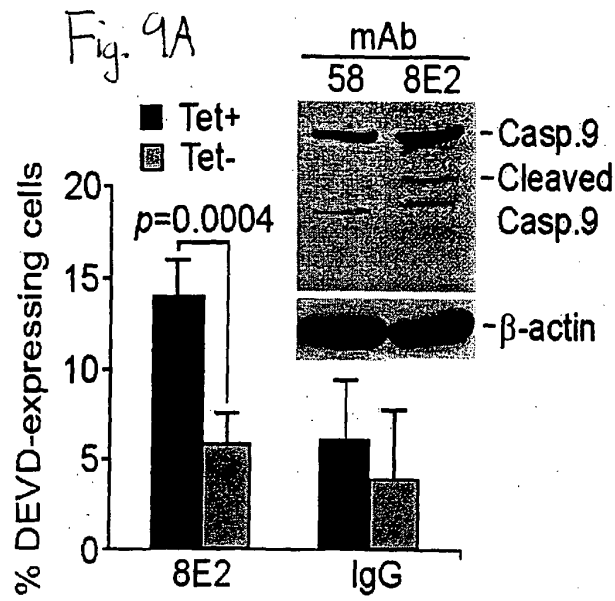 Fig. 9A
mAb
58 8E2
Tet+
Tet-
-Casp.9
-Cleaved
Casp.9
-β-actin
p=0.0004
% DEVD-expressing cells
20
15
10
5
0
8E2 IgG